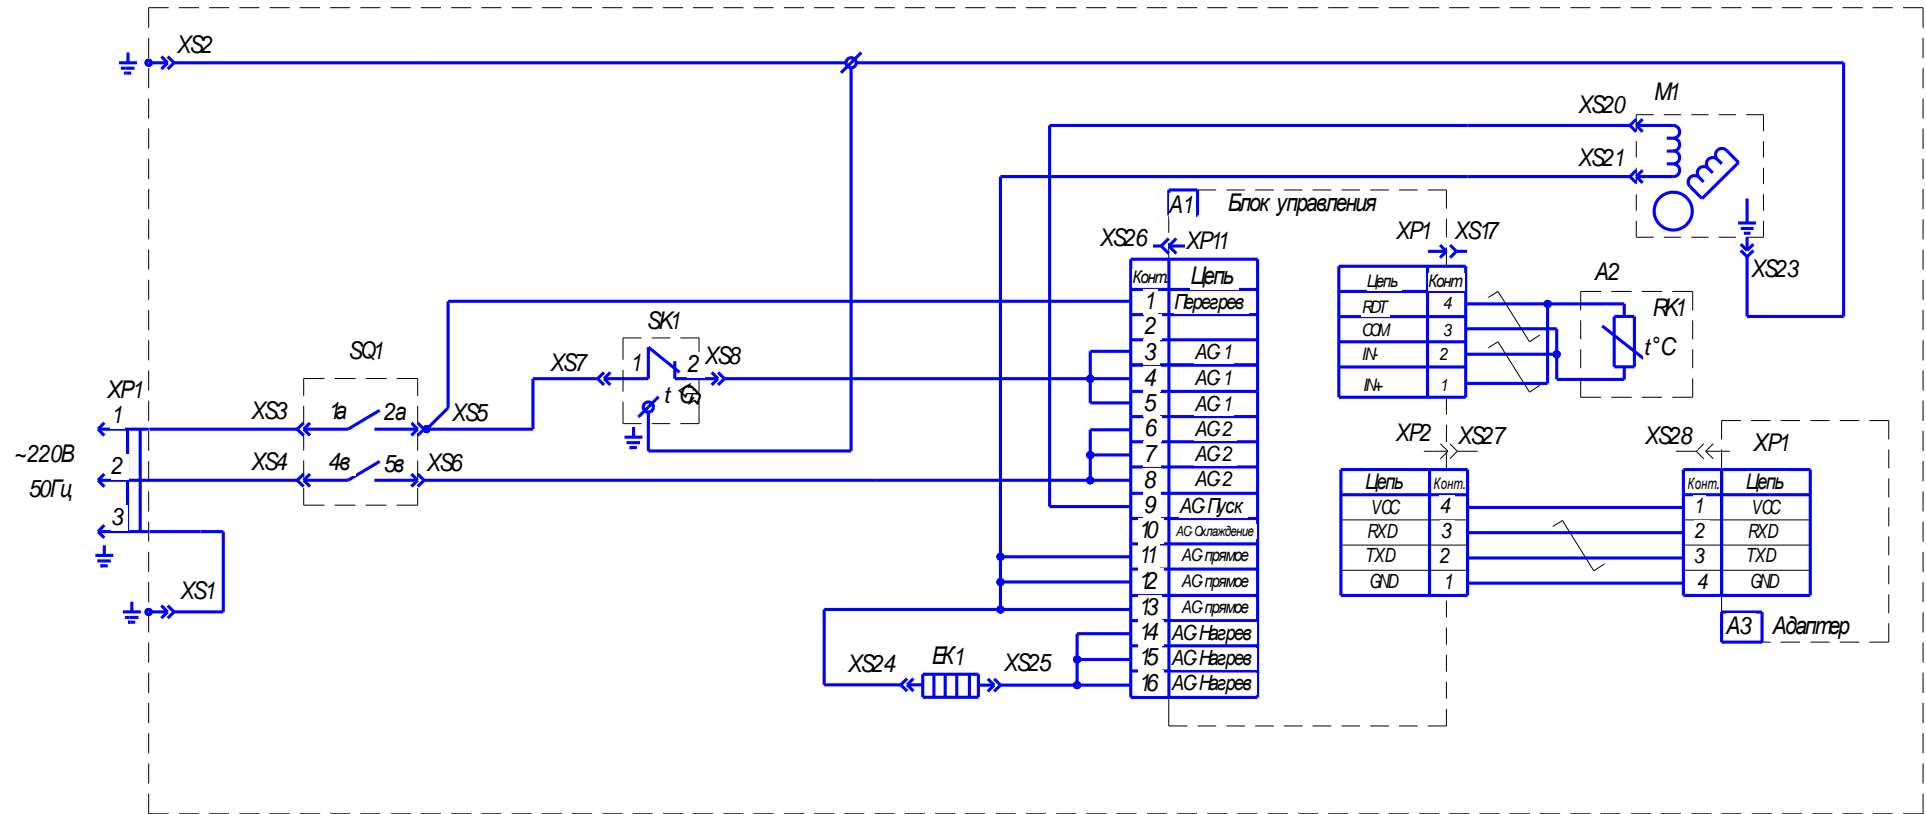 XS2
XS20
M1
XS21
A1
Блок управления
XS26
XP11
XP1
XS17
XS23
A2
Конт.
Цепь
1 Перегрев
2
3 AG 1
4 AG 1
5 AG 1
6 AG 2
7 AG 2
8 AG 2
9 AG Пуск
10 AG Охлаждение
11 AG прямое
12 AG прямое
13 AG прямое
14 AG Нагрев
15 AG Нагрев
16 AG Нагрев
Цепь Конт
RDT 4
COM 3
IN- 2
IN+ 1
RK1
t°C
SK1
XS7
1
2
XS8
t°
SQ1
XP1
1
XS3
1а
2а
XS5
~220В
50Гц
2
XS4
4в
5в
XS6
3
XS1
XP2
XS27
XS28
XP1
Цепь Конт.
VCC 4
RXD 3
TXD 2
GND 1
Конт. Цепь
1 VCC
2 RXD
3 TXD
4 GND
A3
Адаптер
XS24
EK1
XS25